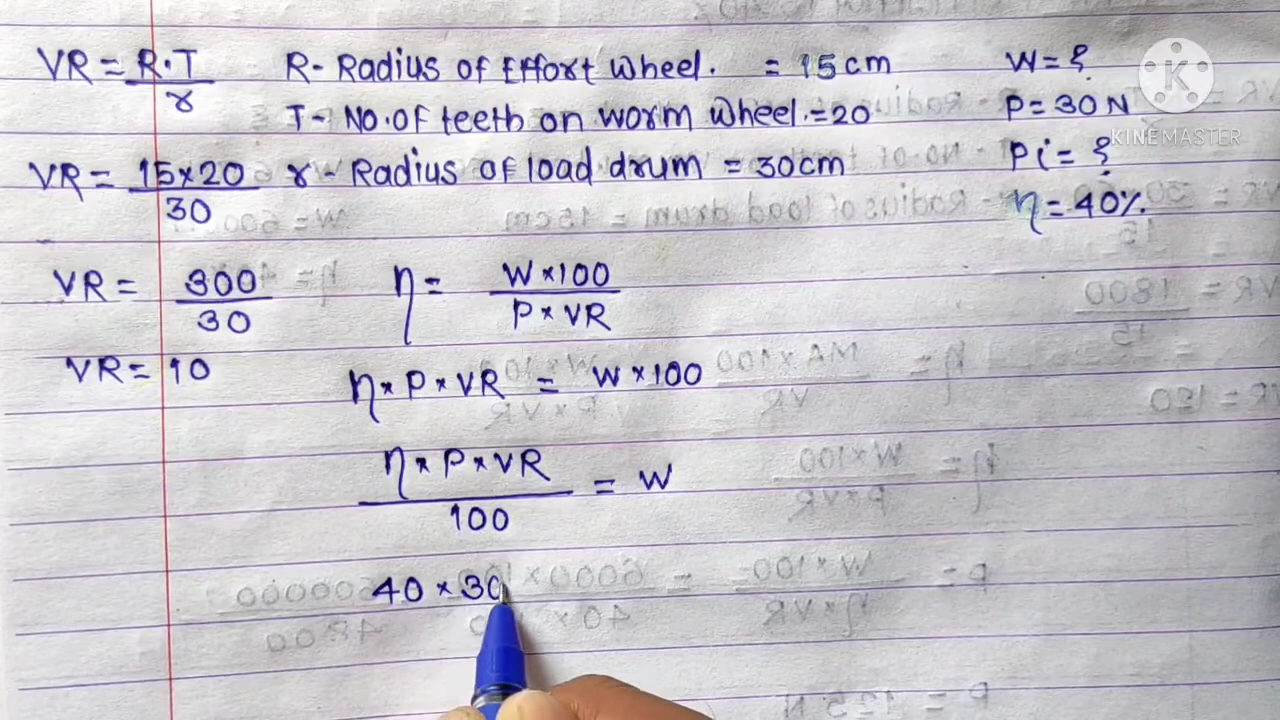 VR = R·T / r R- Radius of Effort wheel. = 15cm W = ?
T- No. of teeth on worm wheel. = 20 P = 30 N
KINEMASTER
VR = 15×20 / 30 r- Radius of load drum = 30cm Pi = ?
η = 40%
VR = 300 / 30 η = W×100 / P×VR
VR = 10 η × P × VR = W×100
η × P × VR / 100 = W
40 × 30